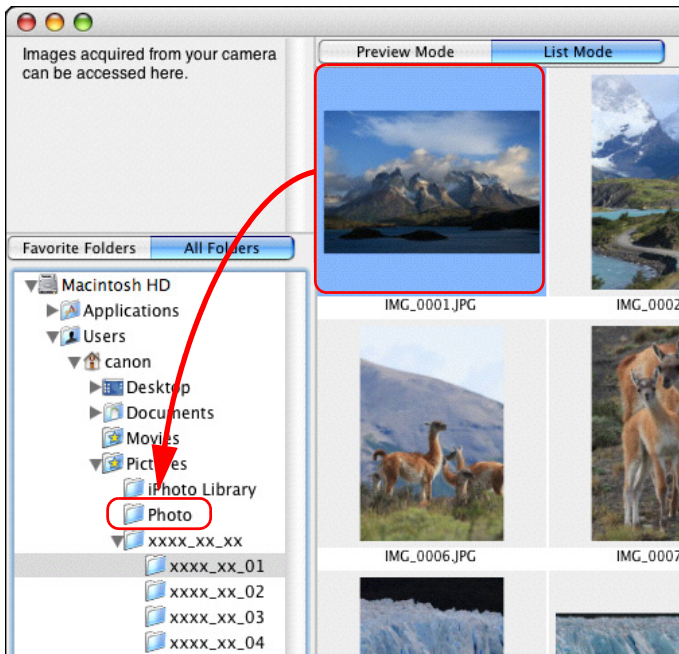 Images acquired from your camera
can be accessed here.
Preview Mode
List Mode
IMG_0001.JPG
IMG_0002
Favorite Folders
All Folders
Macintosh HD
Applications
Users
canon
Desktop
Documents
Movies
Pictures
iPhoto Library
Photo
xxxx_xx_xx
xxxx_xx_01
xxxx_xx_02
xxxx_xx_03
xxxx_xx_04
IMG_0006.JPG
IMG_0007